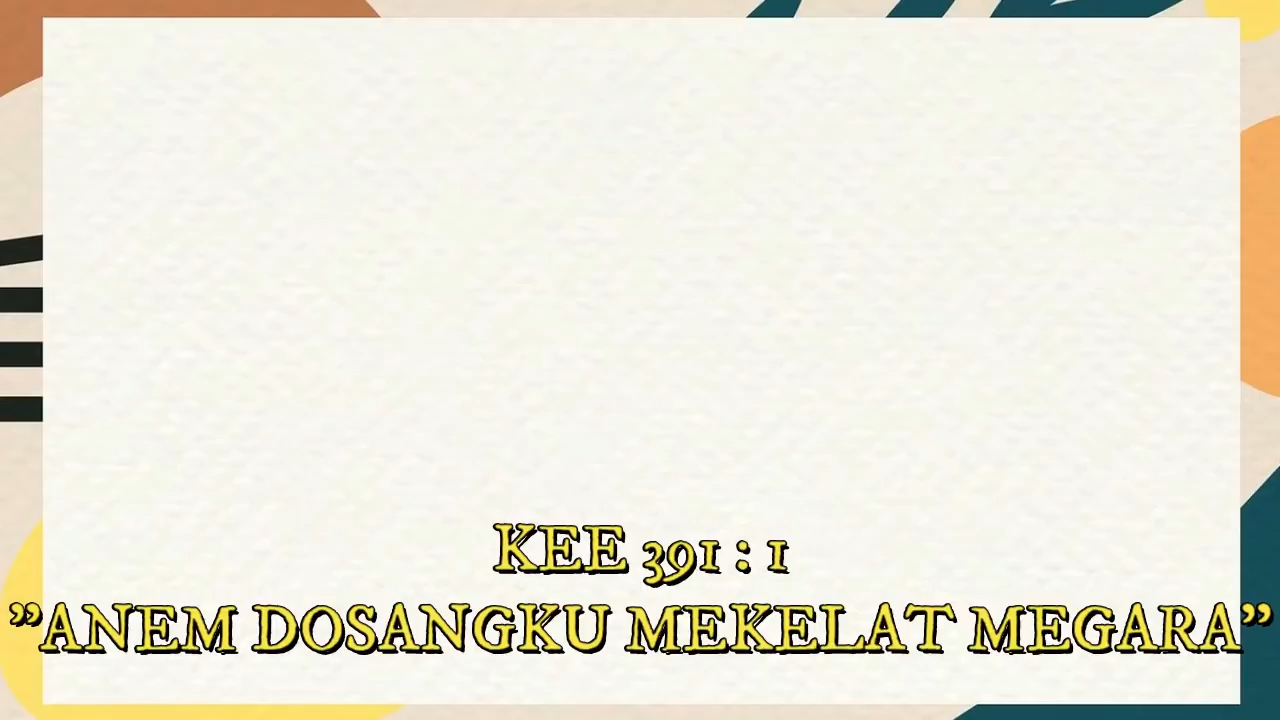 KEE 391 : 1
”ANEM DOSANGKU MEKELAT MEGARA”